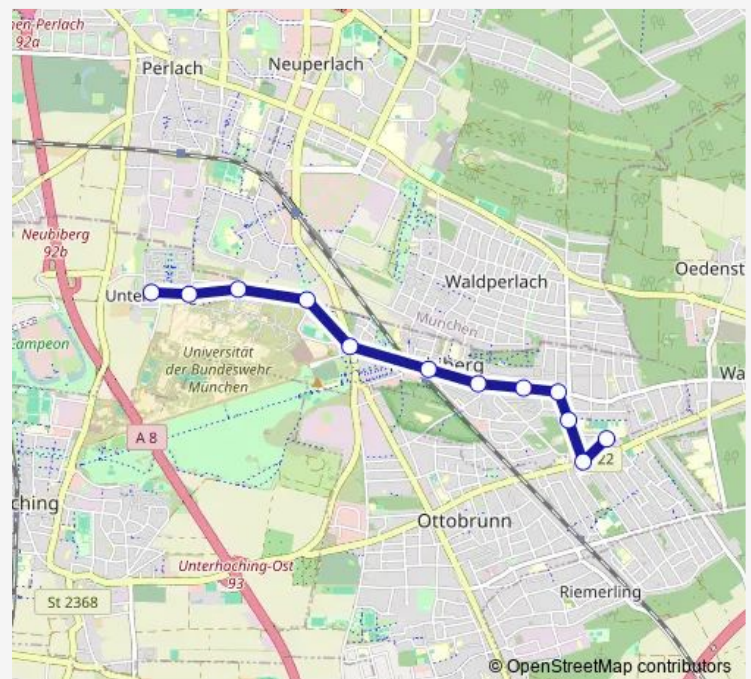 en-Perlach
92a
Perlach
Neuperlach
Neubiberg
92b
Oedenst
Waldperlach
Unte
München
Campeon
Universität
der Bundeswehr
München
berg
Wa
A 8
22
ching
Ottobrunn
Unterhaching-Ost
93
Riemerling
St 2368
© OpenStreetMap contributors